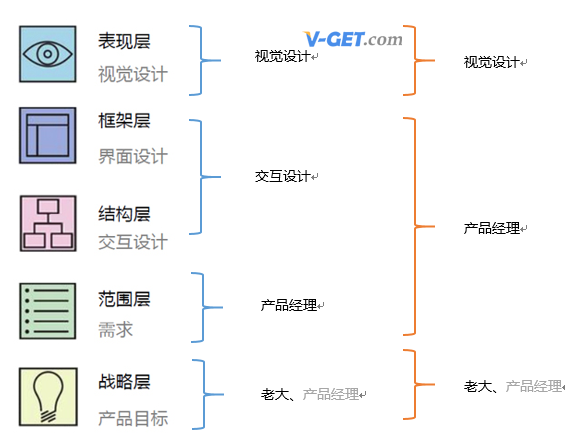 表现层
视觉设计
视觉设计
V-GET.com
视觉设计
框架层
界面设计
交互设计
结构层
交互设计
产品经理
范围层
需求
产品经理
战略层
产品目标
老大、产品经理
老大、产品经理